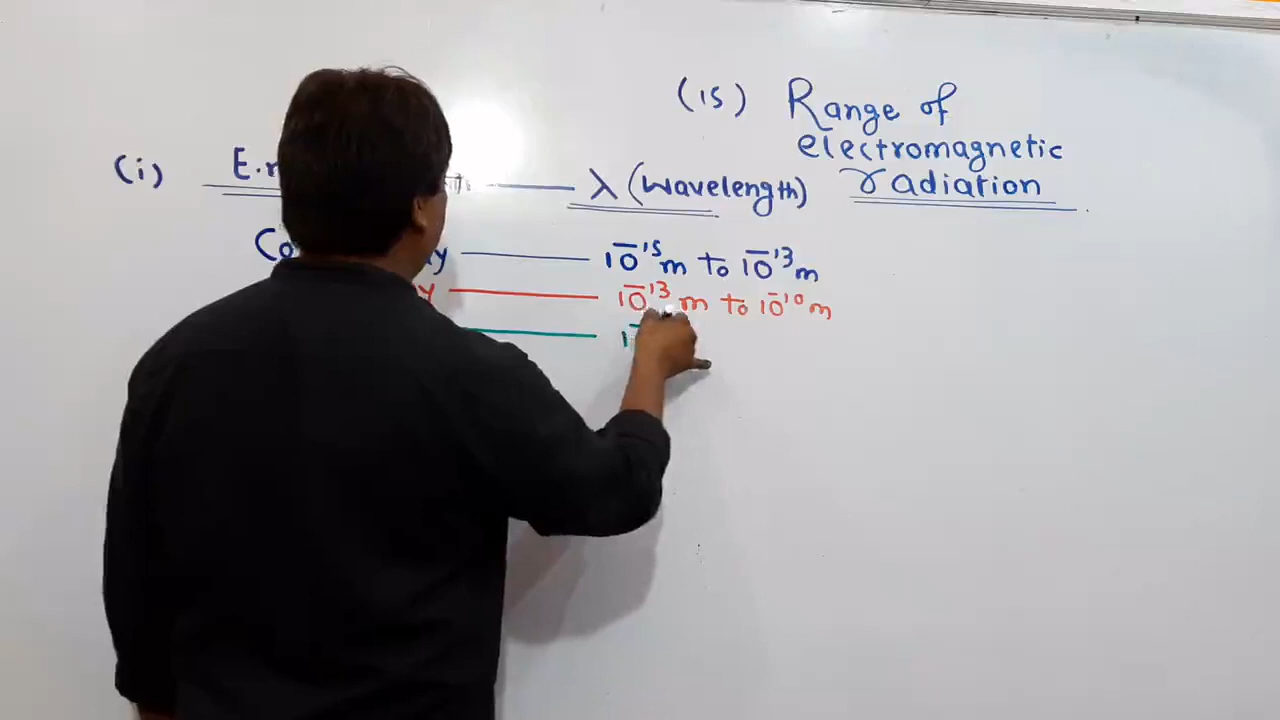 (15) Range of
electromagnetic
radiation
(i) λ (wavelength)
10⁻¹⁵m to 10⁻¹³m
10⁻¹³m to 10⁻¹⁰m